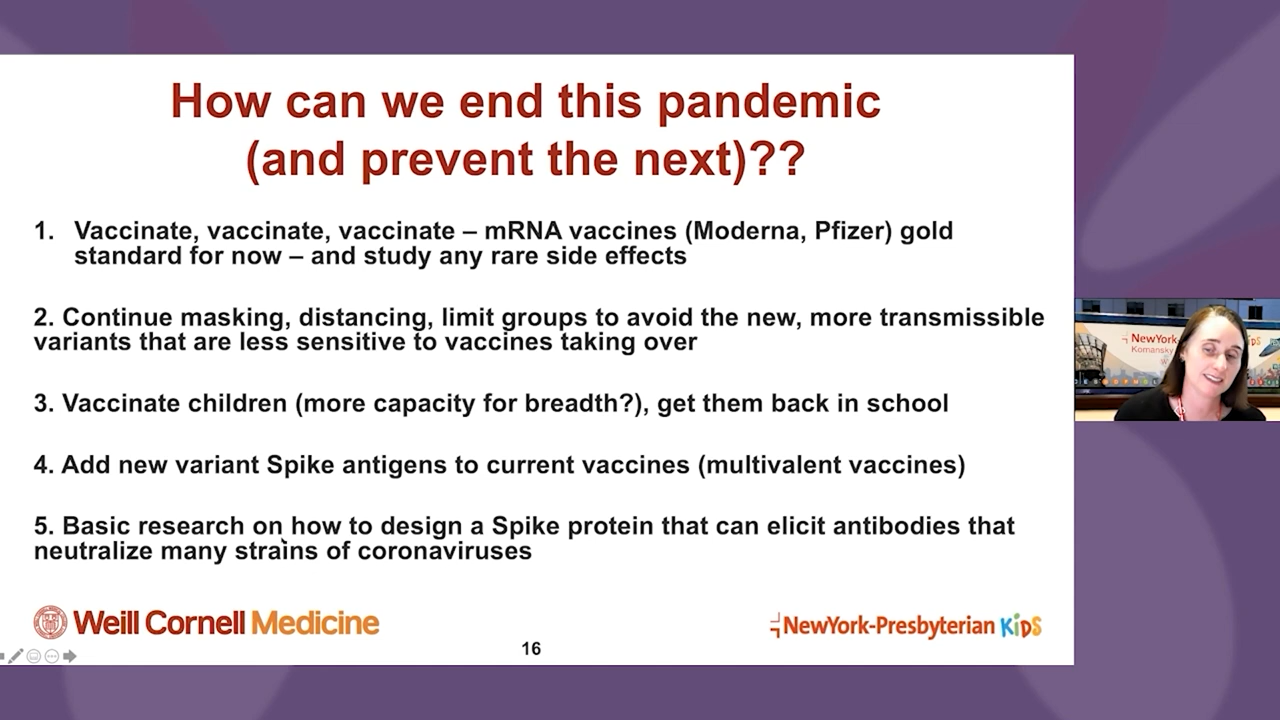 How can we end this pandemic
(and prevent the next)??
1. Vaccinate, vaccinate, vaccinate – mRNA vaccines (Moderna, Pfizer) gold
standard for now – and study any rare side effects
2. Continue masking, distancing, limit groups to avoid the new, more transmissible
variants that are less sensitive to vaccines taking over
3. Vaccinate children (more capacity for breadth?), get them back in school
4. Add new variant Spike antigens to current vaccines (multivalent vaccines)
5. Basic research on how to design a Spike protein that can elicit antibodies that
neutralize many strains of coronaviruses
Weill Cornell Medicine
NewYork-Presbyterian KiDS
16
NewYork-
Komansky